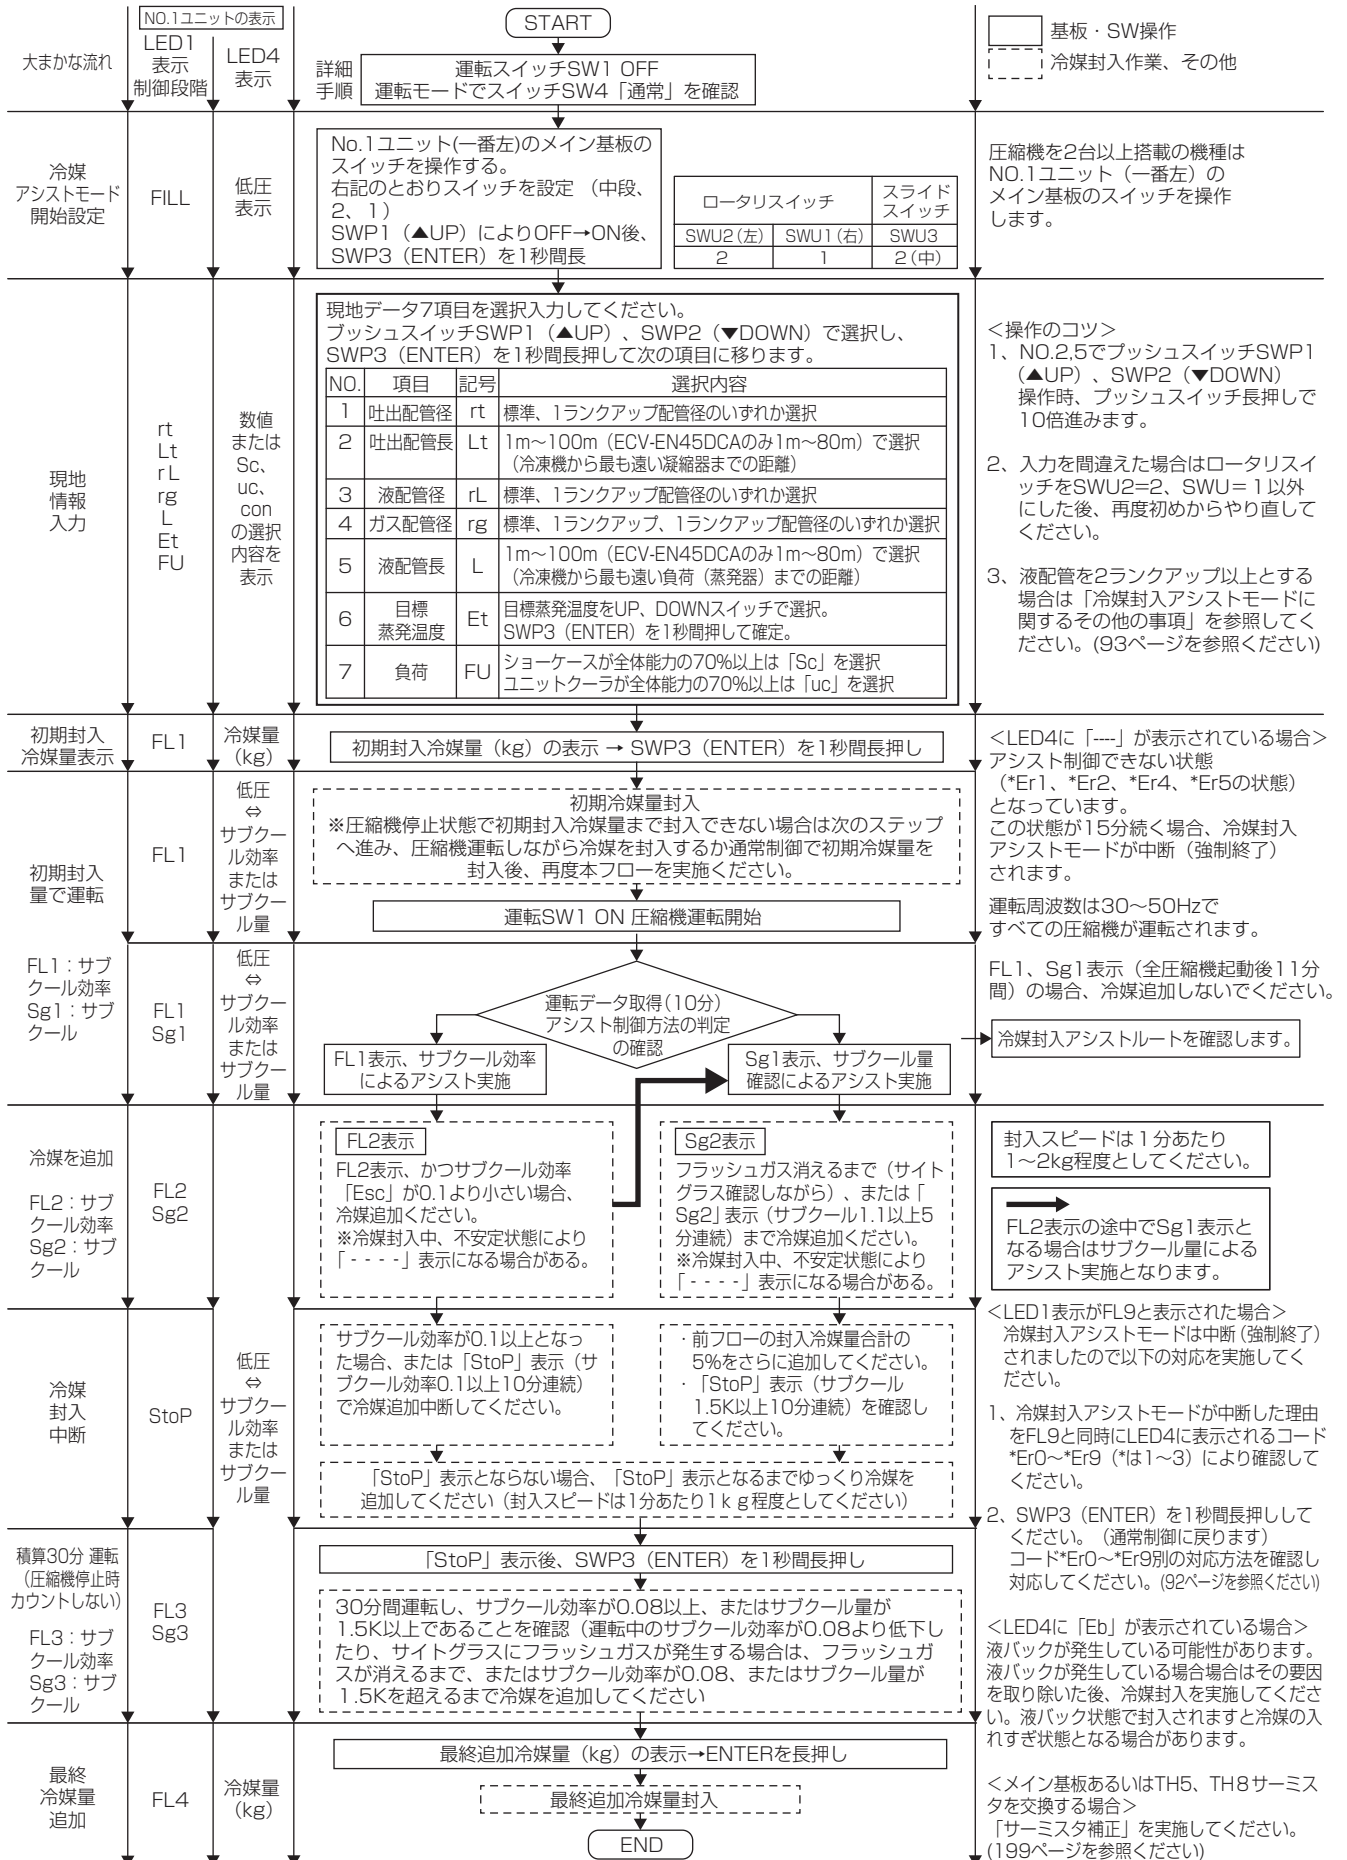 NO.1ユニットの表示
大まかな流れ
LED1
表示
制御段階
LED4
表示
詳細
手順
START
運転スイッチSW1 OFF
運転モードでスイッチSW4「通常」を確認
基板・SW操作
冷媒封入作業、その他
冷媒
アシストモード
開始設定
FILL
低圧
表示
No.1ユニット(一番左)のメイン基板の
スイッチを操作する。
右記のとおりスイッチを設定 （中段、
2、1）
SWP1（▲UP）によりOFF→ON後、
SWP3（ENTER）を1秒間長
ロータリスイッチ
スライド
スイッチ
SWU2（左） SWU1（右） SWU3
2 1 2（中）
圧縮機を2台以上搭載の機種は
NO.1ユニット（一番左）の
メイン基板のスイッチを操作
します。
現地
情報
入力
rt
Lt
rL
rg
L
Et
FU
数値
または
Sc、
uc、
con
の選択
内容を
表示
現地データ7項目を選択入力してください。
プッシュスイッチSWP1（▲UP）、SWP2（▼DOWN）で選択し、
SWP3（ENTER）を1秒間長押して次の項目に移ります。
NO. 項目 記号 選択内容
1 吐出配管径 rt 標準、1ランクアップ配管径のいずれか選択
2 吐出配管長 Lt 1m～100m（ECV-EN45DCAのみ1m～80m）で選択
（冷凍機から最も遠い凝縮器までの距離）
3 液配管径 rL 標準、1ランクアップ配管径のいずれか選択
4 ガス配管径 rg 標準、1ランクアップ、1ランクアップ配管径のいずれか選択
5 液配管長 L 1m～100m（ECV-EN45DCAのみ1m～80m）で選択
（冷凍機から最も遠い負荷（蒸発器）までの距離）
6 目標
蒸発温度 Et 目標蒸発温度をUP、DOWNスイッチで選択。
SWP3（ENTER）を1秒間押して確定。
7 負荷 FU ショーケースが全体能力の70%以上は「Sc」を選択
ユニットクーラが全体能力の70%以上は「uc」を選択
＜操作のコツ＞
1、NO.2,5でプッシュスイッチSWP1
（▲UP）、SWP2（▼DOWN）
操作時、プッシュスイッチ長押しで
10倍進みます。
2、入力を間違えた場合はロータリスイ
ッチをSWU2=2、SWU＝1以外
にした後、再度初めからやり直して
ください。
3、液配管を2ランクアップ以上とする
場合は「冷媒封入アシストモードに
関するその他の事項」を参照してく
ださい。(93ページを参照ください)
初期封入
冷媒量表示
FL1
冷媒量
（kg）
初期封入冷媒量（kg）の表示 → SWP3（ENTER）を1秒間長押し
初期封入
量で運転
FL1
低圧
⇔
サブクー
ル効率
または
サブクー
ル量
初期冷媒量封入
※圧縮機停止状態で初期封入冷媒量まで封入できない場合は次のステップ
へ進み、圧縮機運転しながら冷媒を封入するか通常制御で初期冷媒量を
封入後、再度本フローを実施ください。
運転SW1 ON 圧縮機運転開始
＜LED4に「----」が表示されている場合＞
アシスト制御できない状態
（*Er1、*Er2、*Er4、*Er5の状態）
となっています。
この状態が15分続く場合、冷媒封入
アシストモードが中断（強制終了）
されます。
運転周波数は30～50Hzで
すべての圧縮機が運転されます。
FL1：サブ
クール効率
Sg1：サブ
クール
FL1
Sg1
低圧
⇔
サブクー
ル効率
または
サブクー
ル量
運転データ取得（10分）
アシスト制御方法の判定
の確認
FL1表示、サブクール効率
によるアシスト実施
Sg1表示、サブクール量
確認によるアシスト実施
FL1、Sg1表示（全圧縮機起動後11分
間）の場合、冷媒追加しないでください。
冷媒封入アシストルートを確認します。
冷媒を追加
FL2：サブ
クール効率
Sg2：サブ
クール
FL2
Sg2
FL2表示
FL2表示、かつサブクール効率
「Esc」が0.1より小さい場合、
冷媒追加ください。
※冷媒封入中、不安定状態により
「 - - - - 」表示になる場合がある。
Sg2表示
フラッシュガス消えるまで（サイト
グラス確認しながら）、または「
Sg2」表示（サブクール1.1以上5
分連続）まで冷媒追加ください。
※冷媒封入中、不安定状態により
「 - - - - 」表示になる場合がある。
封入スピードは1分あたり
1～2kg程度としてください。
FL2表示の途中でSg1表示と
なる場合はサブクール量による
アシスト実施となります。
冷媒
封入
中断
StoP
低圧
⇔
サブクー
ル効率
または
サブクー
ル量
サブクール効率が0.1以上となっ
た場合、または「StoP」表示（サ
ブクール効率0.1以上10分連続）
で冷媒追加中断してください。
・前フローの封入冷媒量合計の
5%をさらに追加してください。
・「StoP」表示（サブクール
1.5K以上10分連続）を確認し
てください。
「StoP」表示とならない場合、「StoP」表示となるまでゆっくり冷媒を
追加してください（封入スピードは1分あたり1ｋｇ程度としてください）
＜LED1表示がFL9と表示された場合＞
冷媒封入アシストモードは中断（強制終了）
されましたので以下の対応を実施してく
ださい。
1、冷媒封入アシストモードが中断した理由
をFL9と同時にLED4に表示されるコード
*Er0～*Er9（*は1～3）により確認して
ください。
2、SWP3（ENTER）を1秒間長押しして
ください。（通常制御に戻ります）
コード*Er0～*Er9別の対応方法を確認し
対応してください。(92ページを参照ください)
積算30分 運転
（圧縮機停止時
カウントしない）
FL3：サブ
クール効率
Sg3：サブ
クール
FL3
Sg3
「StoP」表示後、SWP3（ENTER）を1秒間長押し
30分間運転し、サブクール効率が0.08以上、またはサブクール量が
1.5K以上であることを確認（運転中のサブクール効率が0.08より低下し
たり、サイトグラスにフラッシュガスが発生する場合は、フラッシュガ
スが消えるまで、またはサブクール効率が0.08、またはサブクール量が
1.5Kを超えるまで冷媒を追加してください
＜LED4に「Eb」が表示されている場合＞
液バックが発生している可能性があります。
液バックが発生している場合場合はその要因
を取り除いた後、冷媒封入を実施してくださ
い。液バック状態で封入されますと冷媒の入
れすぎ状態となる場合があります。
最終
冷媒量
追加
FL4
冷媒量
（kg）
最終追加冷媒量（kg）の表示→ENTERを長押し
最終追加冷媒量封入
END
＜メイン基板あるいはTH5、TH8サーミス
タを交換する場合＞
「サーミスタ補正」を実施してください。
(199ページを参照ください)